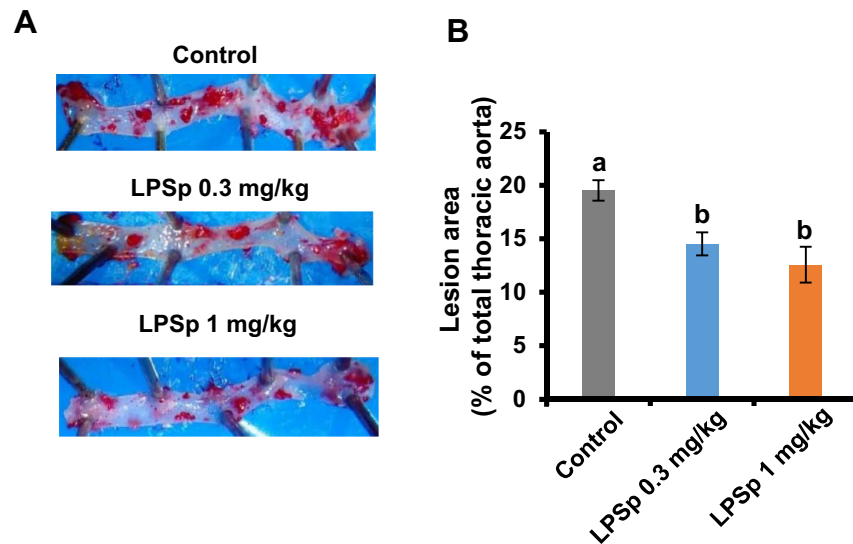 A
Control
LPSp 0.3 mg/kg
LPSp 1 mg/kg
B
Lesion area
(% of total thoracic aorta)
25
20
15
10
5
0
a
b
b
Control
LPSp 0.3 mg/kg
LPSp 1 mg/kg